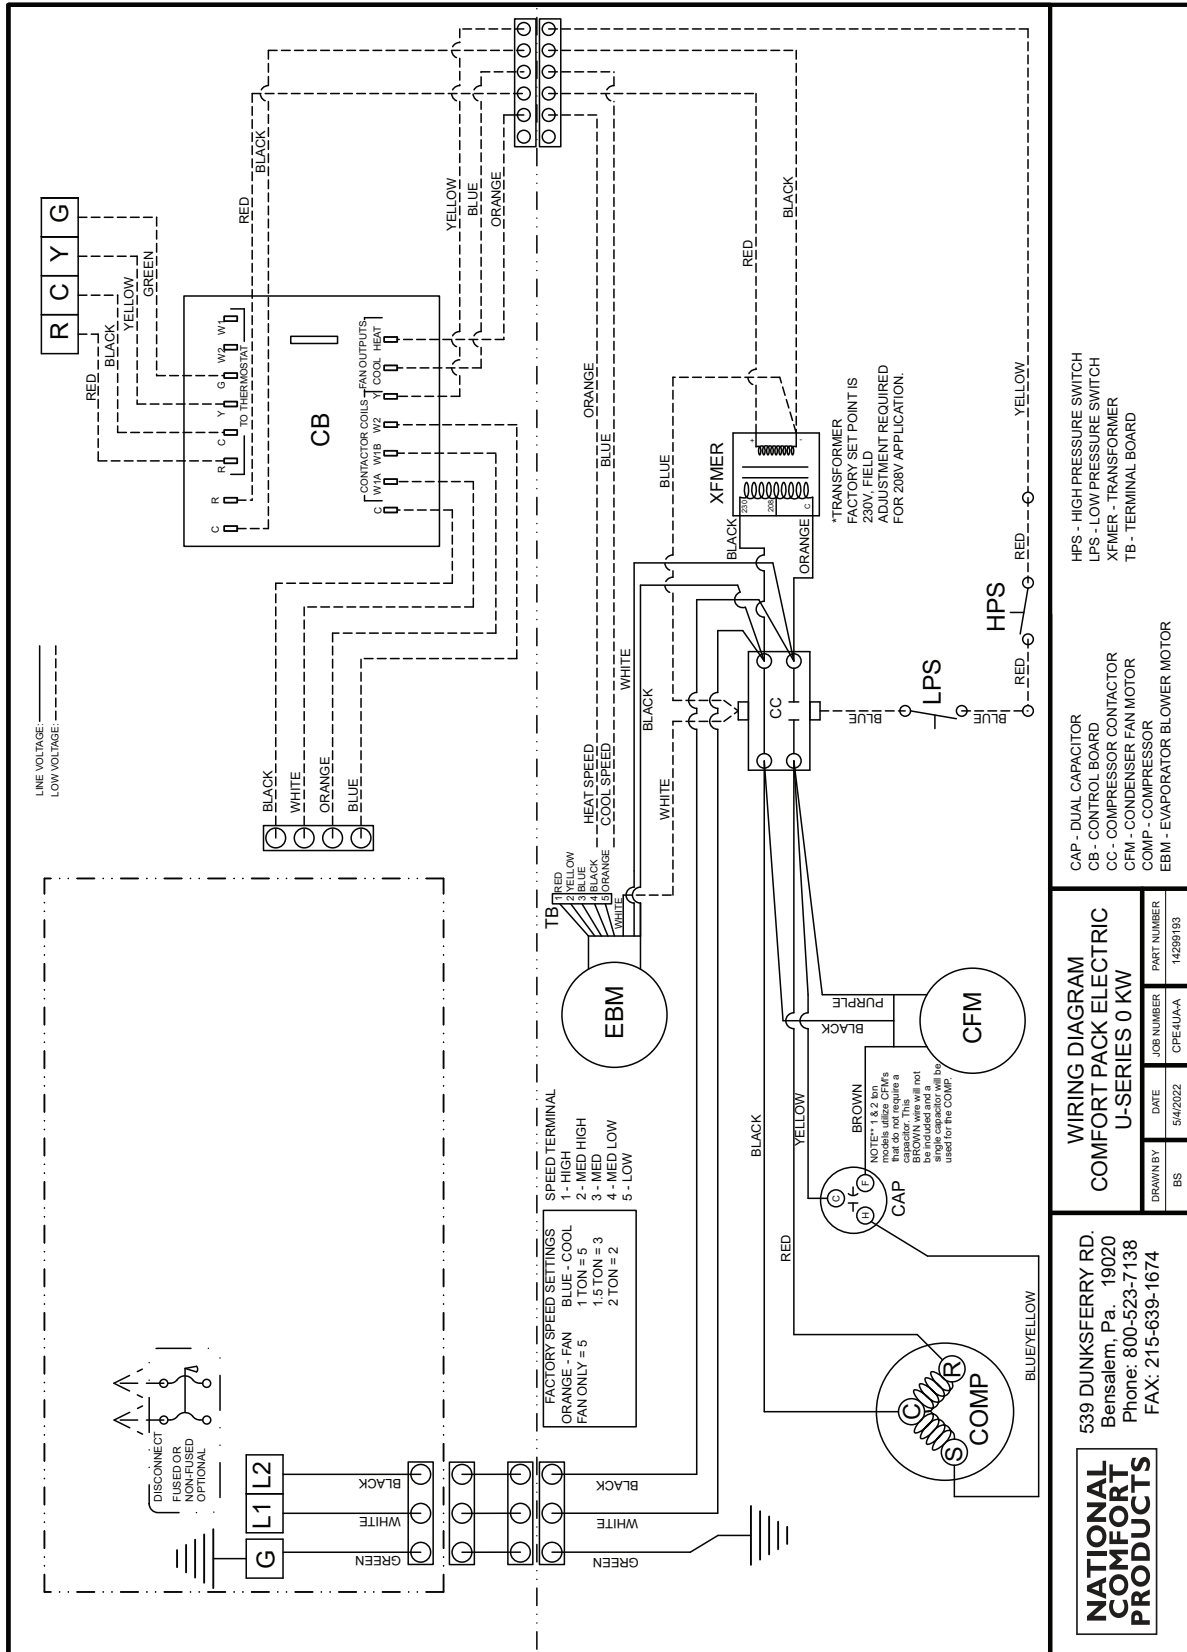 LINE VOLTAGE:
LOW VOLTAGE:
R
C
Y
G
RED
BLACK
YELLOW
GREEN
C
R
R
C
Y
G
W2
W1
TO THERMOSTAT
CB
C
W1A
W1B
W2
Y
COOL
HEAT
CONTACTOR COILS
FAN OUTPUTS
RED
BLACK
YELLOW
BLUE
ORANGE
BLACK
WHITE
ORANGE
BLUE
DISCONNECT
FUSED OR
NON-FUSED
OPTIONAL
G
L1
L2
GREEN
WHITE
BLACK
GREEN
WHITE
BLACK
FACTORY SPEED SETTINGS
ORANGE - FAN
BLUE - COOL
FAN ONLY = 5
1 TON = 5
1.5 TON = 3
2 TON = 2
SPEED TERMINAL
1 - HIGH
2 - MED HIGH
3 - MED
4 - MED LOW
5 - LOW
EBM
TB
1 RED
2 YELLOW
3 BLUE
4 BLACK
5 ORANGE
WHITE
HEAT SPEED
COOL SPEED
ORANGE
BLUE
WHITE
BLACK
WHITE
BLUE
RED
BLACK
XFMER
+
-
230
208
C
BLACK
ORANGE
*TRANSFORMER
FACTORY SET POINT IS
230V, FIELD
ADJUSTMENT REQUIRED
FOR 208V APPLICATION.
CC
BLUE
LPS
BLUE
RED
HPS
RED
YELLOW
BLACK
YELLOW
RED
BLACK
PURPLE
BROWN
CFM
NOTE** 1 & 2 ton
models utilize CFM's
that do not require a
capacitor. This
BROWN wire will not
be included and a
single capacitor will be
used for the COMP.
C
H
F
CAP
BLUE/YELLOW
C
S
R
COMP
CAP - DUAL CAPACITOR
CB - CONTROL BOARD
CC - COMPRESSOR CONTACTOR
CFM - CONDENSER FAN MOTOR
COMP - COMPRESSOR
EBM - EVAPORATOR BLOWER MOTOR
HPS - HIGH PRESSURE SWITCH
LPS - LOW PRESSURE SWITCH
XFMER - TRANSFORMER
TB - TERMINAL BOARD
NATIONAL
COMFORT
PRODUCTS
539 DUNKSFERRY RD.
Bensalem, Pa. 19020
Phone: 800-523-7138
FAX: 215-639-1674
WIRING DIAGRAM
COMFORT PACK ELECTRIC
U-SERIES 0 KW
DRAWN BY
DATE
JOB NUMBER
PART NUMBER
BS
5/4/2022
CPE4UA-A
14299193